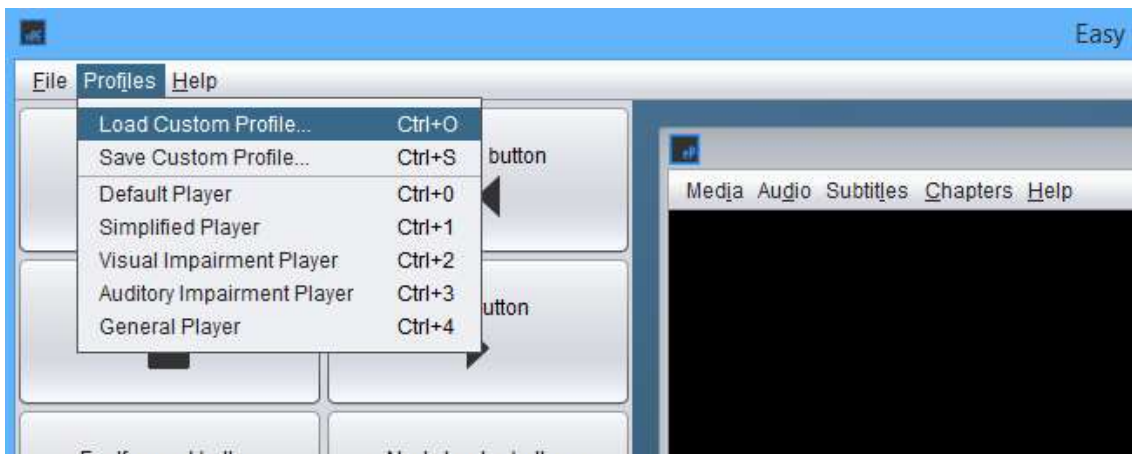 Easy
File Profiles Help
Load Custom Profile... Ctrl+O
Save Custom Profile... Ctrl+S
button
Default Player Ctrl+0
Simplified Player Ctrl+1
Visual Impairment Player Ctrl+2
Auditory Impairment Player Ctrl+3
General Player Ctrl+4
utton
Media Audio Subtitles Chapters Help